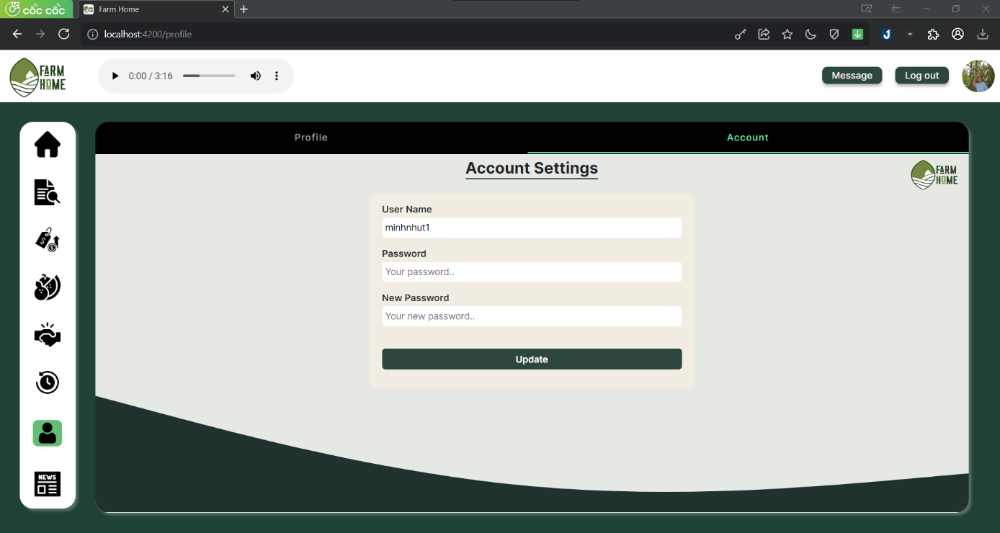 cốc cốc
Farm Home
localhost:4200/profile
FARM
HOME
0:00 / 3:16
Message
Log out
Profile
Account
Account Settings
FARM
HOME
User Name
minhnhut1
Password
Your password..
New Password
Your new password..
Update
NEWS